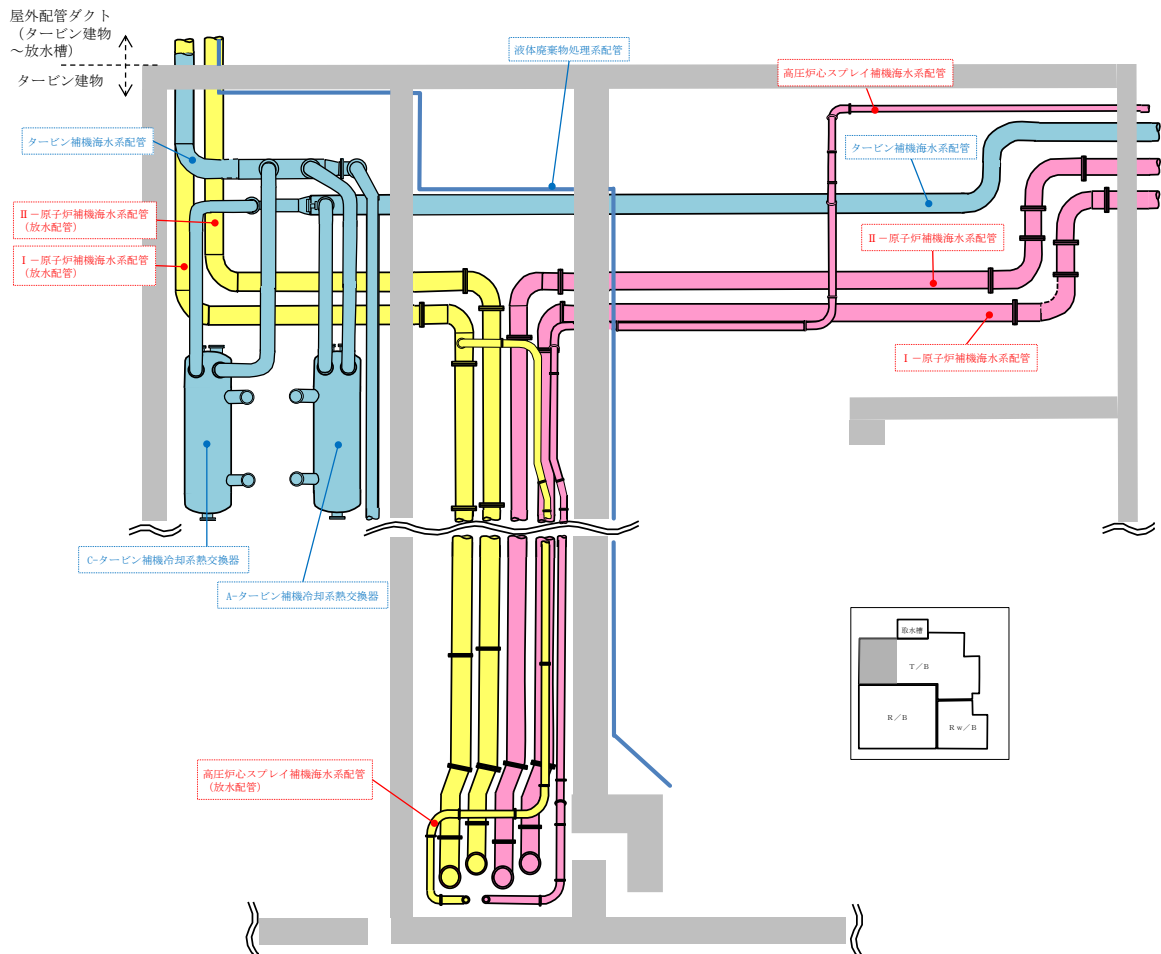 屋外配管ダクト
（タービン建物
～放水槽）
タービン建物
液体廃棄物処理系配管
高圧炉心スプレイ補機海水系配管
タービン補機海水系配管
タービン補機海水系配管
Ⅱ－原子炉補機海水系配管
（放水配管）
Ⅱ－原子炉補機海水系配管
Ⅰ－原子炉補機海水系配管
（放水配管）
Ⅰ－原子炉補機海水系配管
C-タービン補機冷却系熱交換器
A-タービン補機冷却系熱交換器
取水槽
T／B
R／B
Rw／B
高圧炉心スプレイ補機海水系配管
（放水配管）